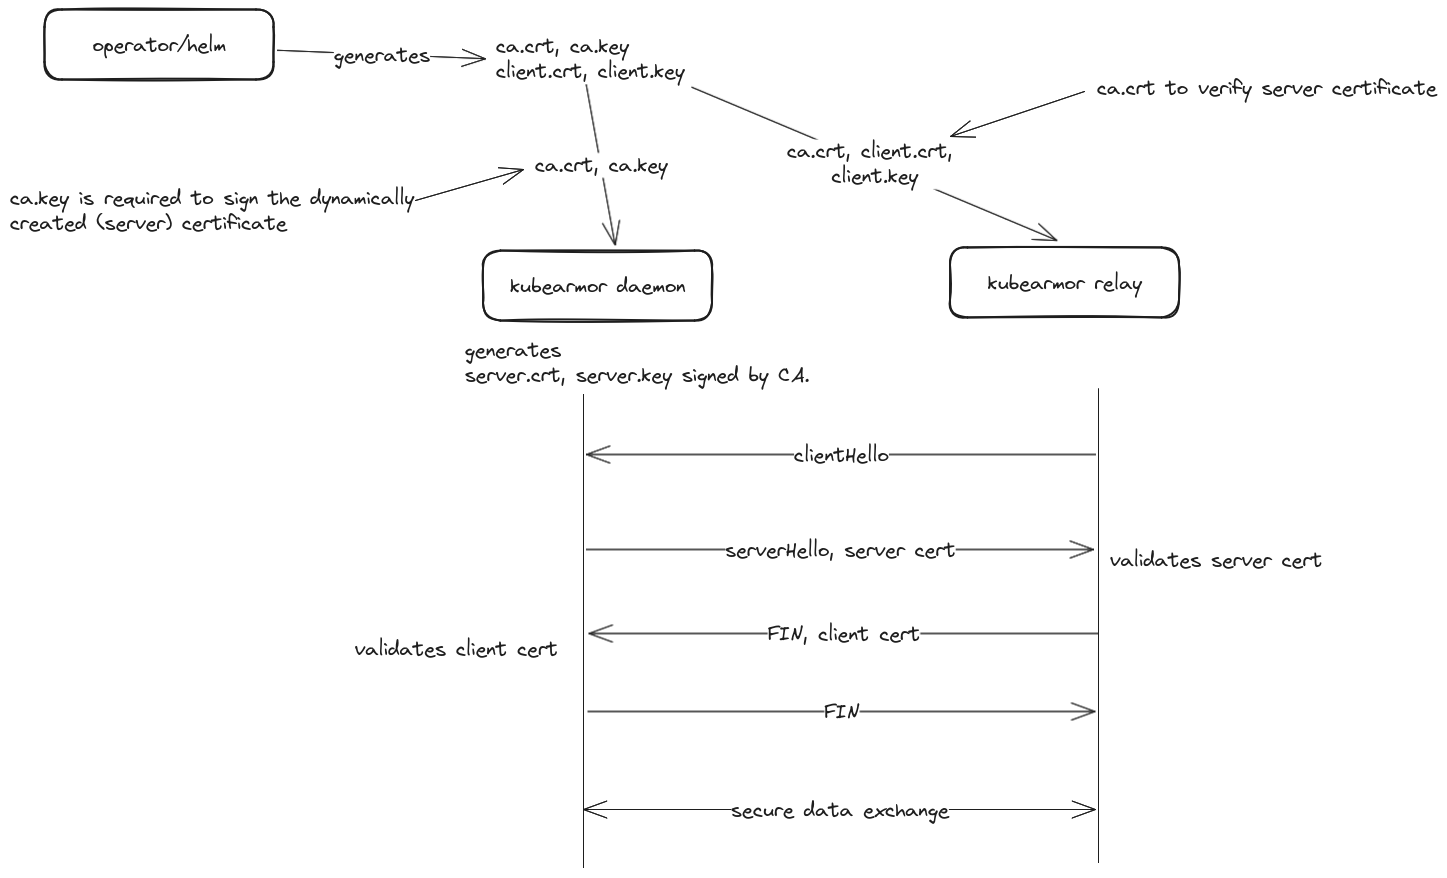 operator/helm
generates
ca.crt, ca.key
client.crt, client.key
ca.crt to verify server certificate
ca.crt, client.crt,
client.key
ca.crt, ca.key
ca.key is required to sign the dynamically
created (server) certificate
kubearmor daemon
kubearmor relay
generates
server.crt, server.key signed by CA.
clientHello
serverHello, server cert
validates server cert
FIN, client cert
validates client cert
FIN
secure data exchange